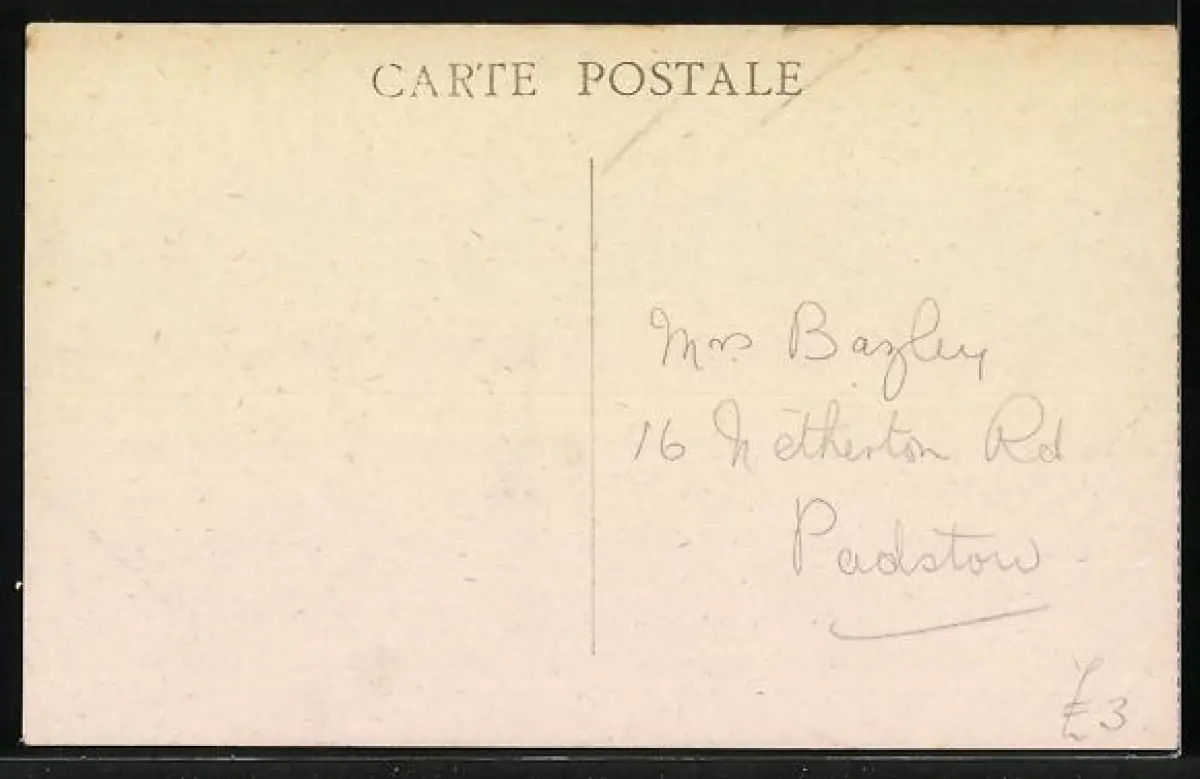 CARTE POSTALE
Mrs Bazley
16 Netherton Rd
Padstow
£3